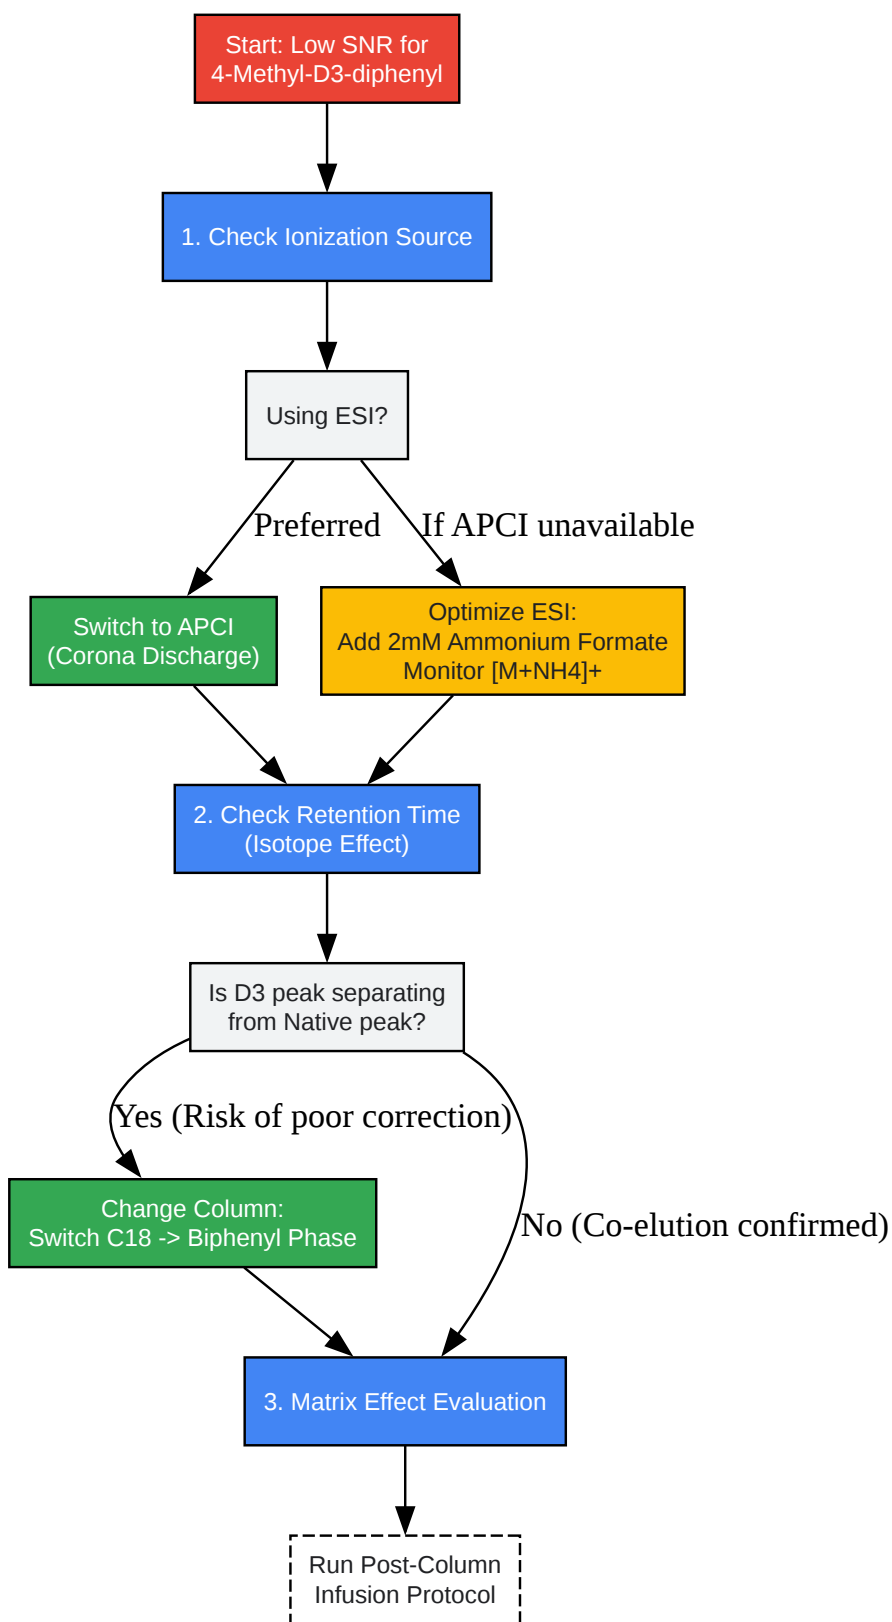 Start: Low SNR for
4-Methyl-D3-diphenyl
1. Check Ionization Source
Using ESI?
Preferred
If APCI unavailable
Switch to APCI
(Corona Discharge)
Optimize ESI:
Add 2mM Ammonium Formate
Monitor [M+NH4]+
2. Check Retention Time
(Isotope Effect)
Is D3 peak separating
from Native peak?
Yes (Risk of poor correction)
Change Column:
Switch C18 -> Biphenyl Phase
No (Co-elution confirmed)
3. Matrix Effect Evaluation
Run Post-Column
Infusion Protocol